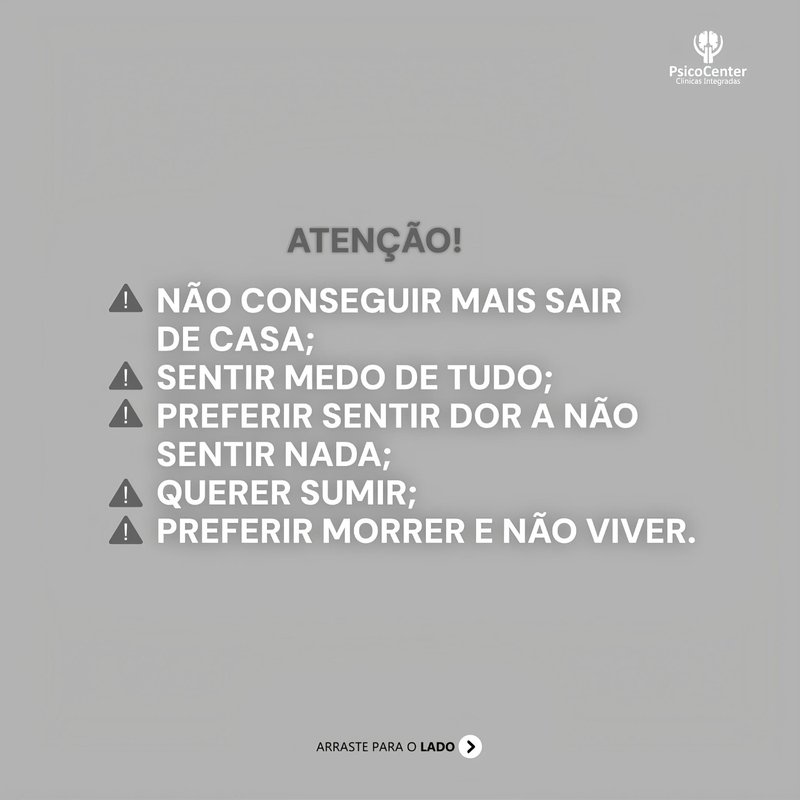 PsicoCenter
Clínicas Integradas
ATENÇÃO!
NÃO CONSEGUIR MAIS SAIR
DE CASA;
SENTIR MEDO DE TUDO;
PREFERIR SENTIR DOR A NÃO
SENTIR NADA;
QUERER SUMIR;
PREFERIR MORRER E NÃO VIVER.
ARRASTE PARA O LADO